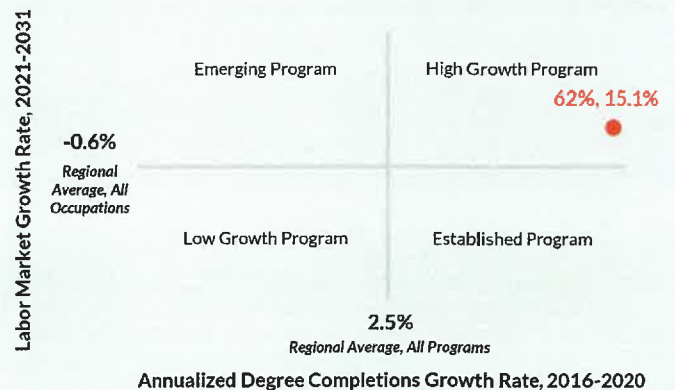 Labor Market Growth Rate, 2021-2031
Emerging Program
High Growth Program
62%, 15.1%
-0.6%
Regional
Average, All
Occupations
Low Growth Program
Established Program
2.5%
Regional Average, All Programs
Annualized Degree Completions Growth Rate, 2016-2020